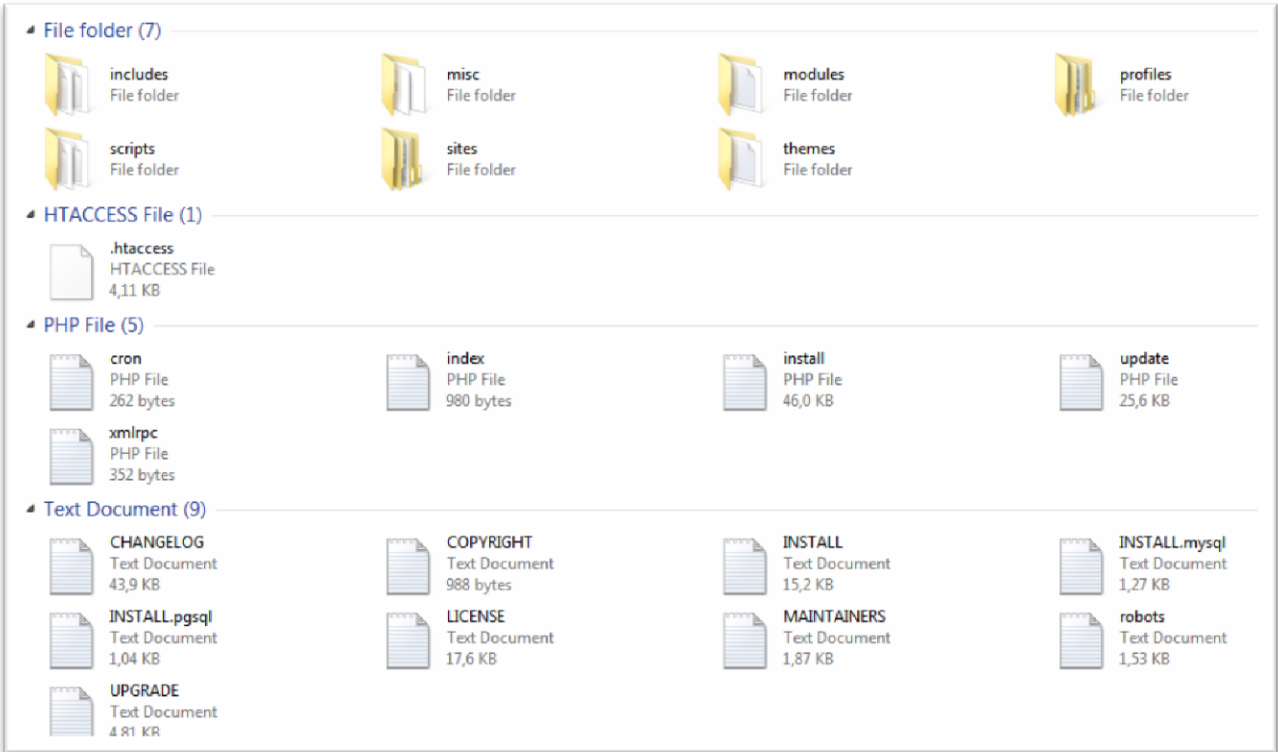 File folder (7)
includes
File folder
misc
File folder
modules
File folder
profiles
File folder
scripts
File folder
sites
File folder
themes
File folder
HTACCESS File (1)
.htaccess
HTACCESS File
4,11 KB
PHP File (5)
cron
PHP File
262 bytes
index
PHP File
980 bytes
install
PHP File
46,0 KB
update
PHP File
25,6 KB
xmlrpc
PHP File
352 bytes
Text Document (9)
CHANGELOG
Text Document
43,9 KB
COPYRIGHT
Text Document
988 bytes
INSTALL
Text Document
15,2 KB
INSTALL.mysql
Text Document
1,27 KB
INSTALL.pgsql
Text Document
1,04 KB
LICENSE
Text Document
17,6 KB
MAINTAINERS
Text Document
1,87 KB
robots
Text Document
1,53 KB
UPGRADE
Text Document
4,81 KB